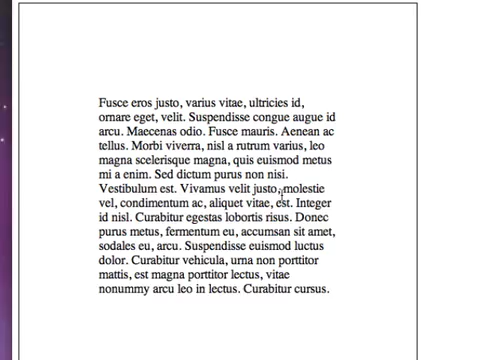 Fusce eros justo, varius vitae, ultricies id,
ornare eget, velit. Suspendisse congue augue id
arcu. Maecenas odio. Fusce mauris. Aenean ac
tellus. Morbi viverra, nisl a rutrum varius, leo
magna scelerisque magna, quis euismod metus
mi a enim. Sed dictum purus non nisi.
Vestibulum est. Vivamus velit justo, molestie
vel, condimentum ac, aliquet vitae, est. Integer
id nisl. Curabitur egestas lobortis risus. Donec
purus metus, fermentum eu, accumsan sit amet,
sodales eu, arcu. Suspendisse euismod luctus
dolor. Curabitur vehicula, urna non porttitor
mattis, est magna porttitor lectus, vitae
nonummy arcu leo in lectus. Curabitur cursus.